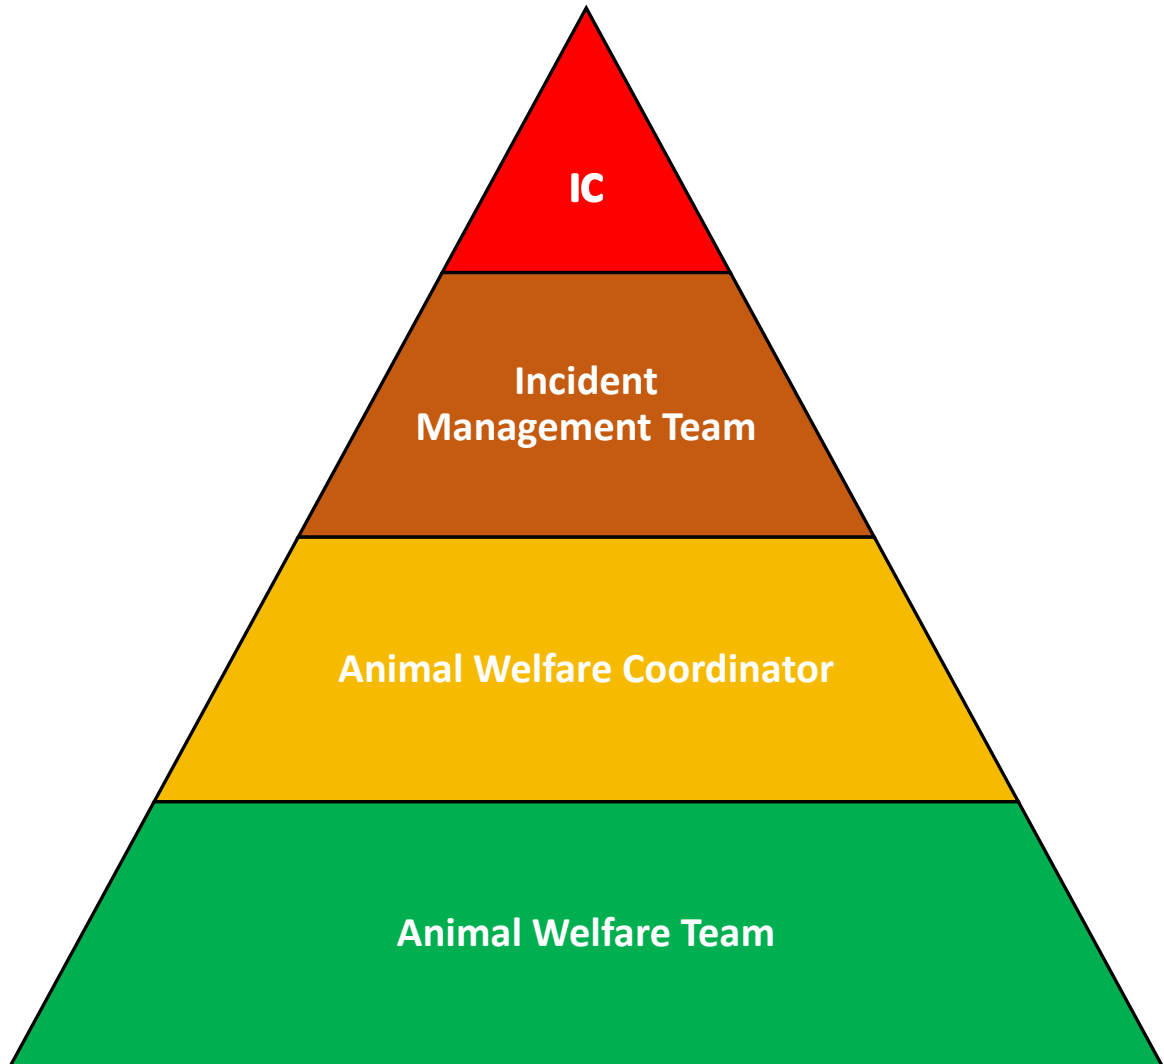 IC
Incident
Management Team
Animal Welfare Coordinator
Animal Welfare Team